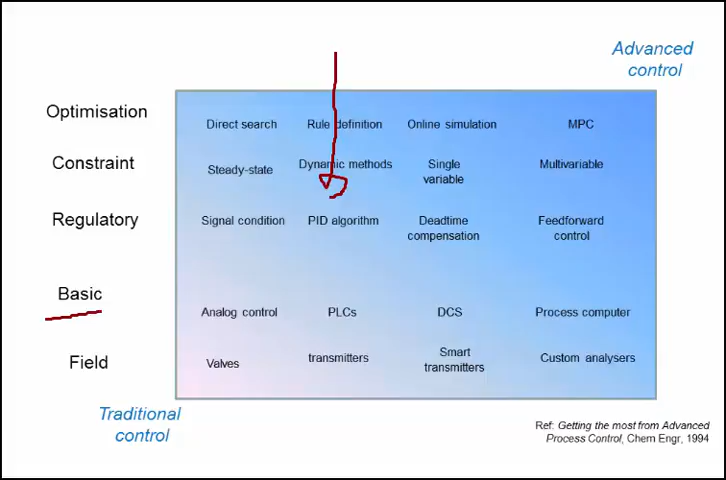 Advanced
control
Optimisation
Direct search Rule definition Online simulation MPC
Constraint
Steady-state Dynamic methods Single
variable Multivariable
Regulatory
Signal condition PID algorithm Deadtime
compensation Feedforward
control
Basic
Analog control PLCs DCS Process computer
Field
Valves transmitters Smart
transmitters Custom analysers
Traditional
control
Ref: Getting the most from Advanced
Process Control, Chem Engr, 1994